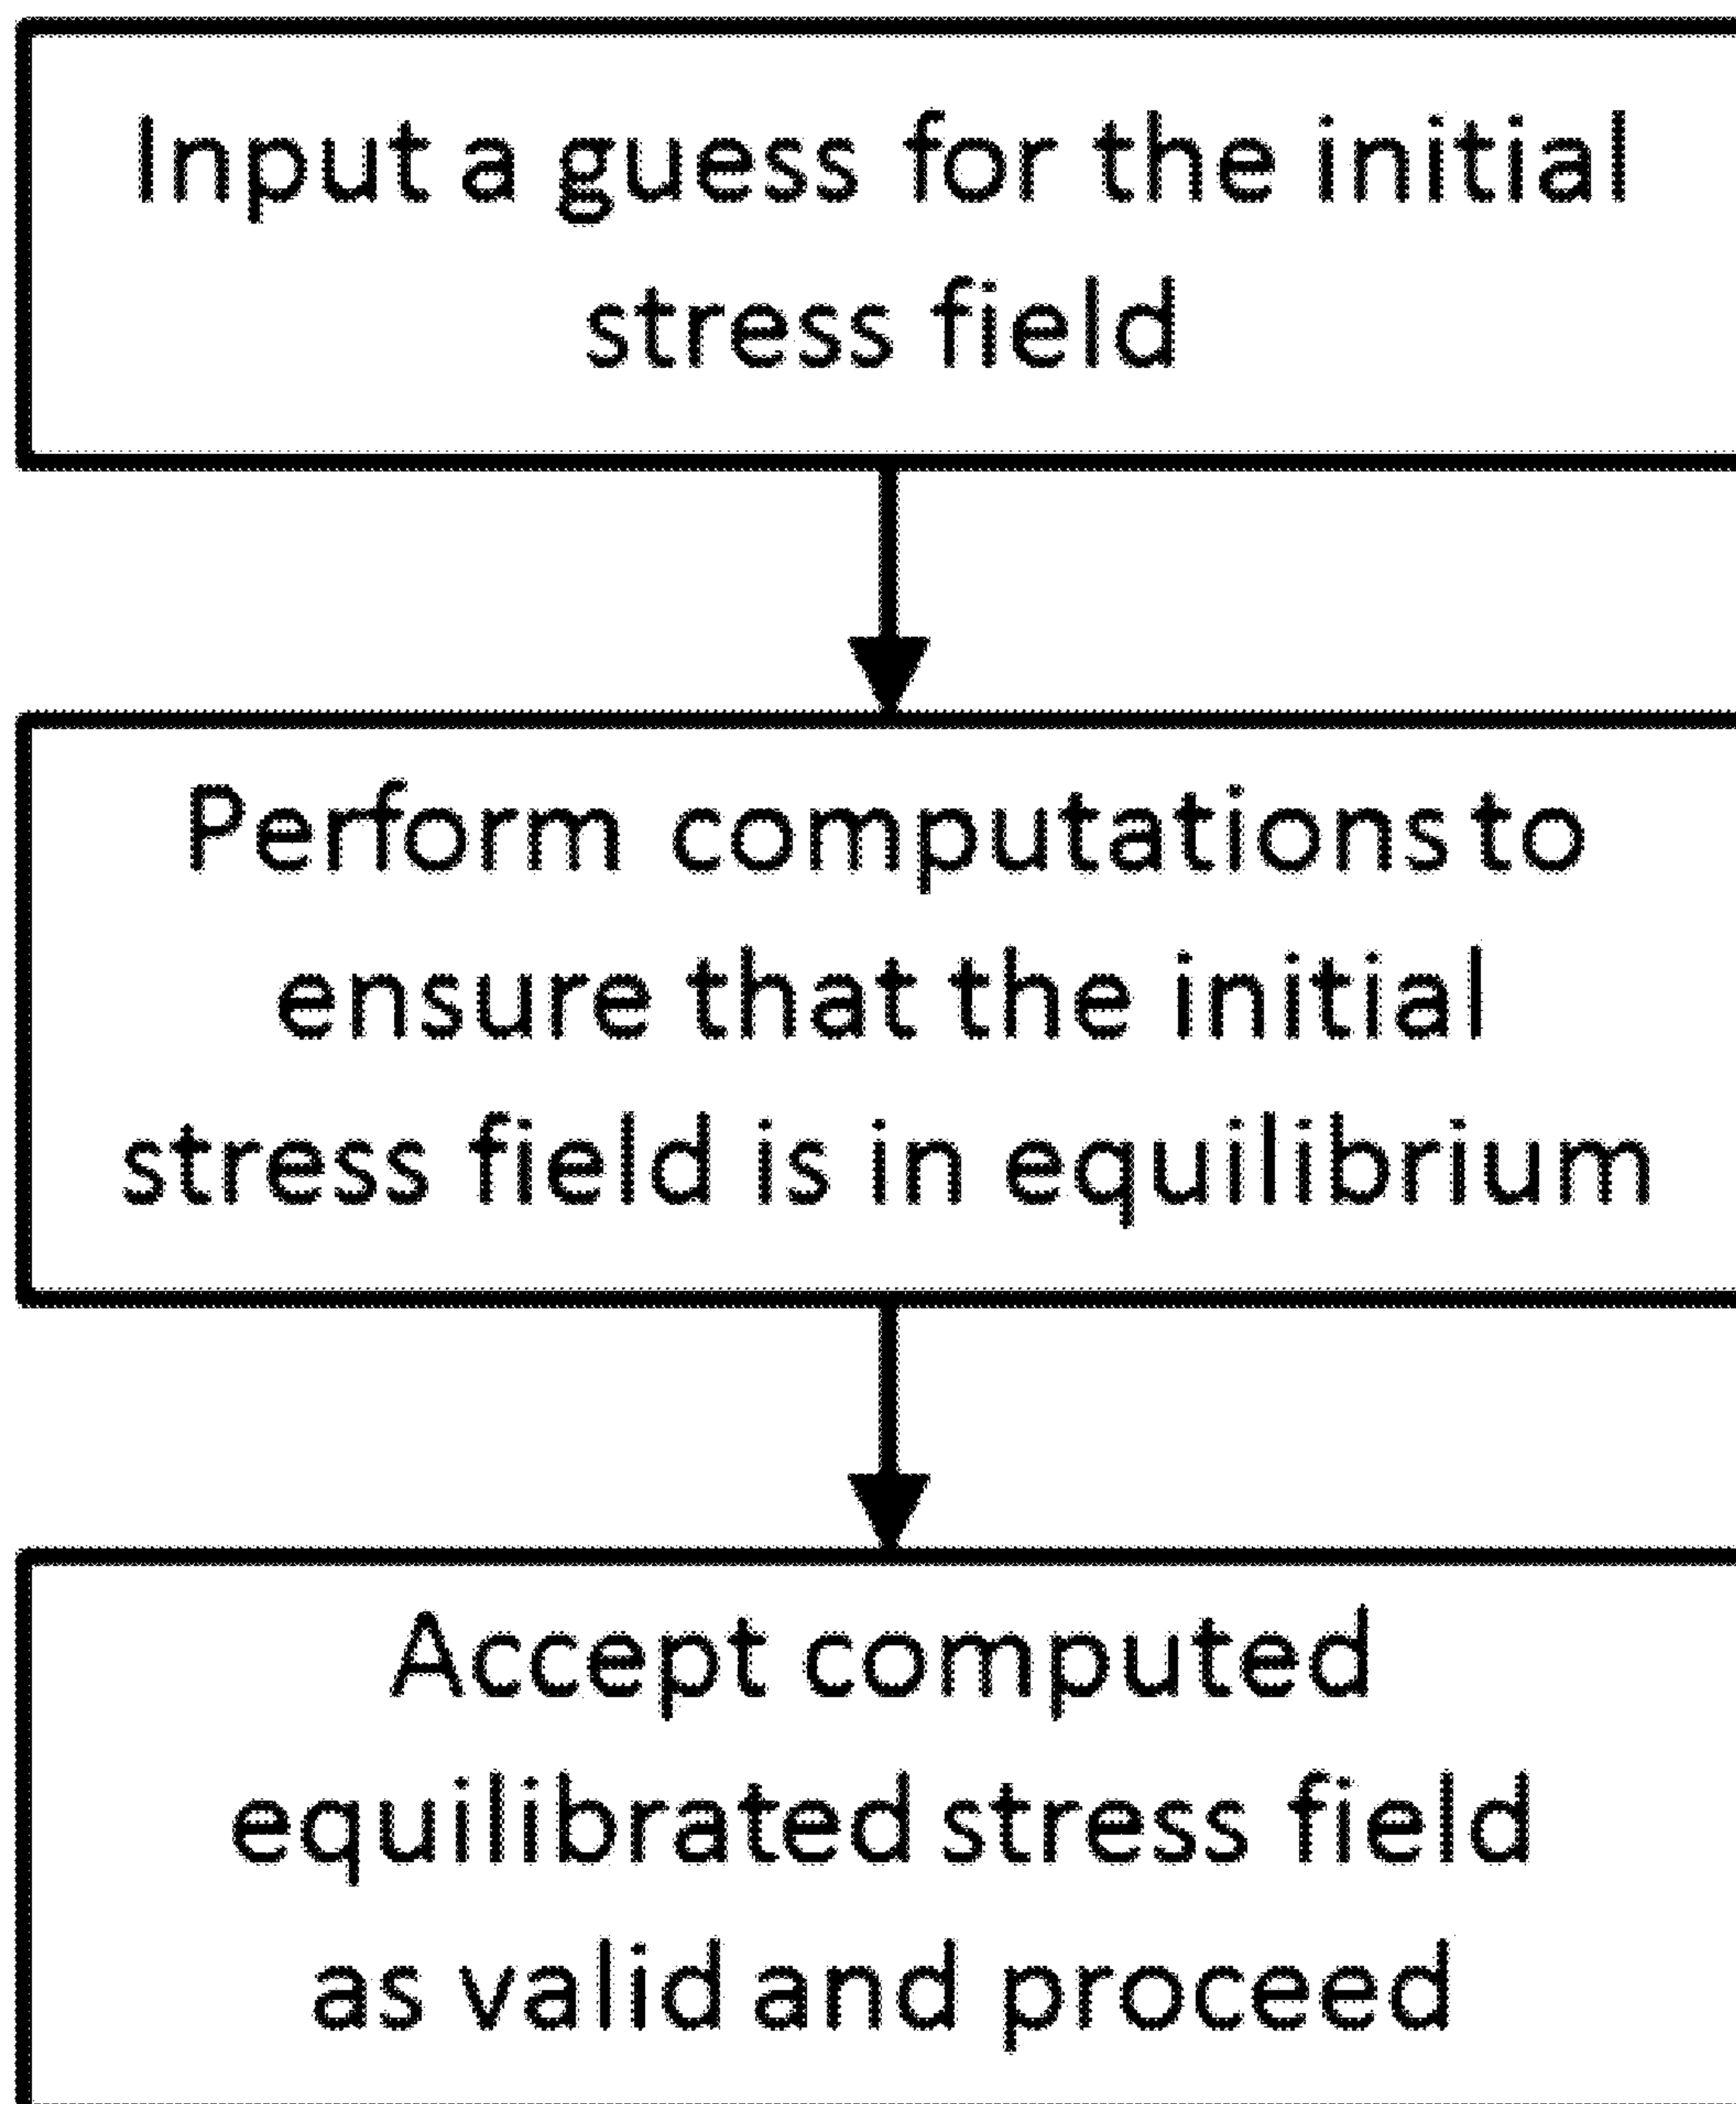 Input a guess for the initial
stress field
Perform computations to
ensure that the initial
stress field is in equilibrium
Accept computed
equilibrated stress field
as valid and proceed